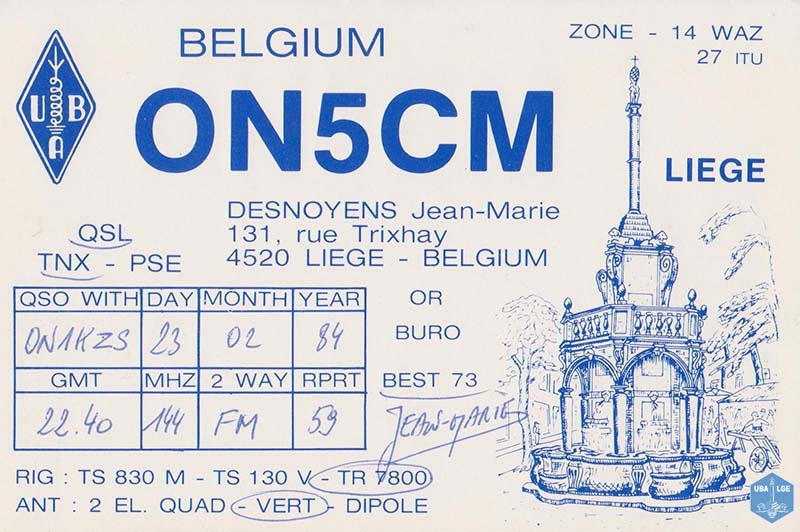 BELGIUM
ZONE - 14 WAZ
27 ITU
UBA
ON5CM
LIEGE
DESNOYENS Jean-Marie
131, rue Trixhay
4520 LIEGE - BELGIUM
QSL
TNX - PSE
OR
BURO
QSO WITH DAY MONTH YEAR
ON1KZS 23 02 84
GMT MHZ 2 WAY RPRT
22.40 144 FM 59
BEST 73
JEAN-MARIE
RIG : TS 830 M - TS 130 V - TR 7800
ANT : 2 EL. QUAD - VERT - DIPOLE
UBA LGE